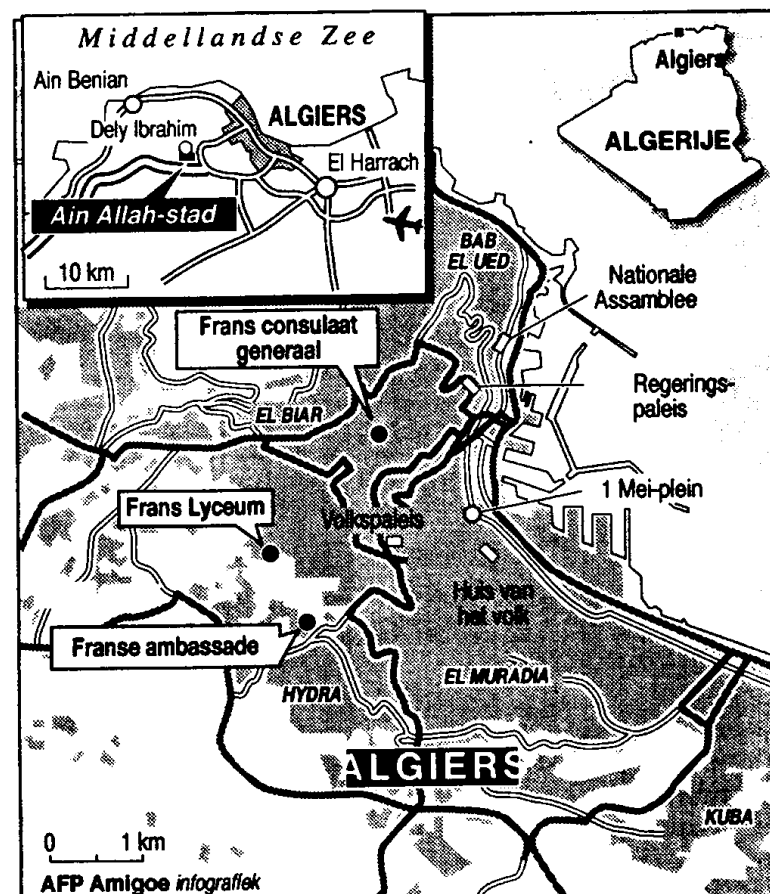 Middellandse Zee
Ain Benian
ALGIERS
Dely Ibrahim
El Harrach
Ain Allah-stad
10 km
Algiers
ALGERIJE
BAB
EL UED
Nationale
Assamblee
Frans consulaat
generaal
Regerings-
paleis
EL BIAR
1 Mei-plein
Frans Lyceum
Volkspaleis
Huis van
het volk
Franse ambassade
EL MURADIA
HYDRA
ALGIERS
KUBA
0 1 km
AFP Amigoe infografiek